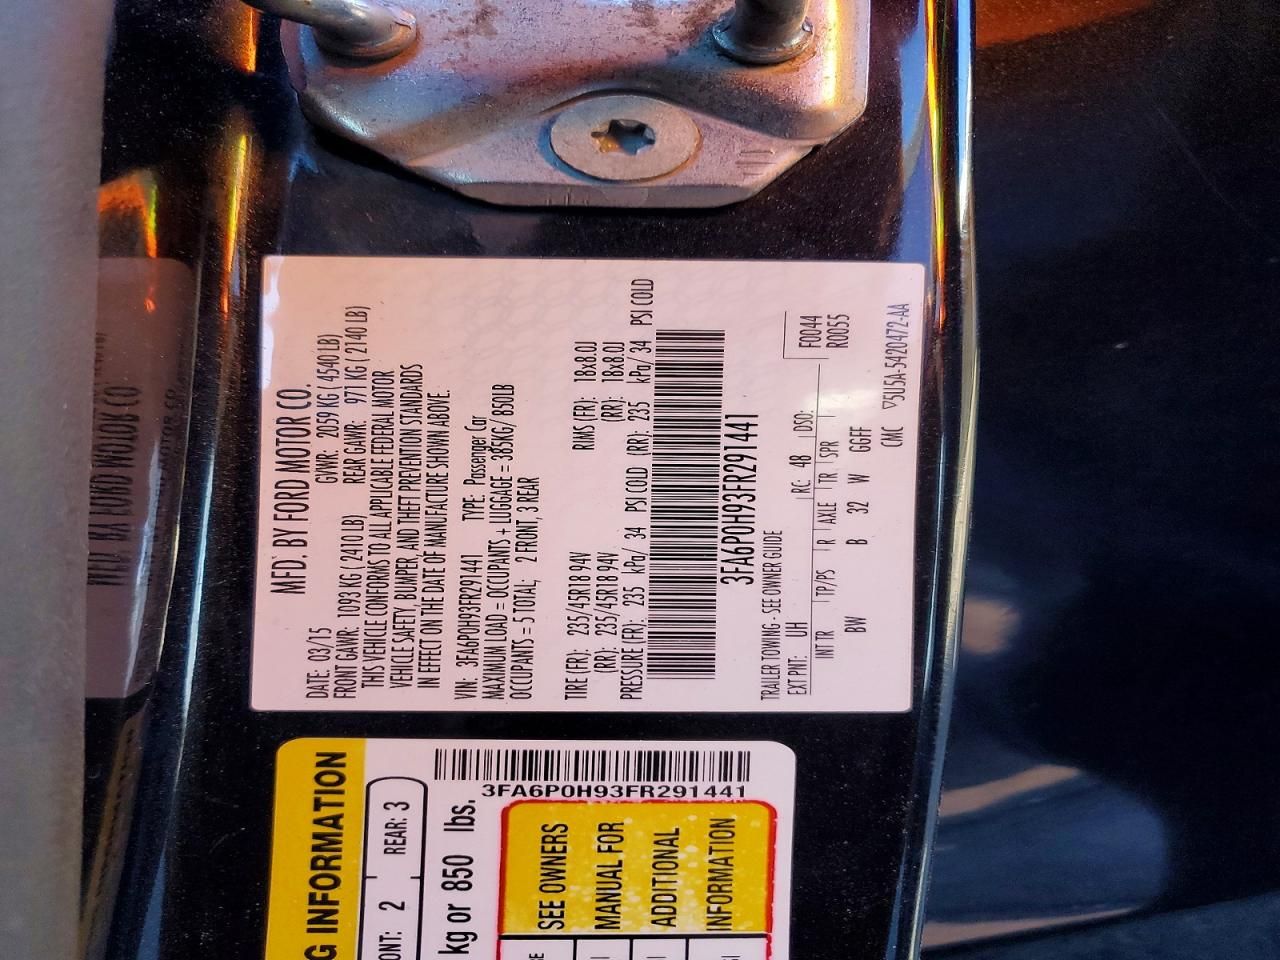 MFD. BY FORD MOTOR CO.
DATE: 03/15 GVWR: 2059 KG ( 4540 LB)
FRONT GAWR: 1093 KG ( 2410 LB) REAR GAWR: 971 KG ( 2140 LB)
THIS VEHICLE CONFORMS TO ALL APPLICABLE FEDERAL MOTOR
VEHICLE SAFETY, BUMPER, AND THEFT PREVENTION STANDARDS
IN EFFECT ON THE DATE OF MANUFACTURE SHOWN ABOVE.
VIN: 3FA6P0H93FR291441 TYPE: Passenger Car
MAXIMUM LOAD = OCCUPANTS + LUGGAGE = 385KG/ 850LB
OCCUPANTS = 5 TOTAL; 2 FRONT, 3 REAR
TIRE (FR): 235/45R18 94V RIMS (FR): 18x8.0J
(RR): 235/45R18 94V (RR): 18x8.0J
PRESSURE (FR): 235 kPa/ 34 PSI COLD (RR): 235 kPa/ 34 PSI COLD
3FA6P0H93FR291441
TRAILER TOWING - SEE OWNER GUIDE
F0044
R0055
EXT PNT: UH RC: 48 DSO:
INT TR TP/PS R AXLE TR SPR
BW B 32 W GGFF
CMC ▽5U5A-5420472-AA
G INFORMATION
ONT: 2 REAR: 3
kg or 850 lbs.
3FA6P0H93FR291441
SEE OWNERS
MANUAL FOR
ADDITIONAL
INFORMATION